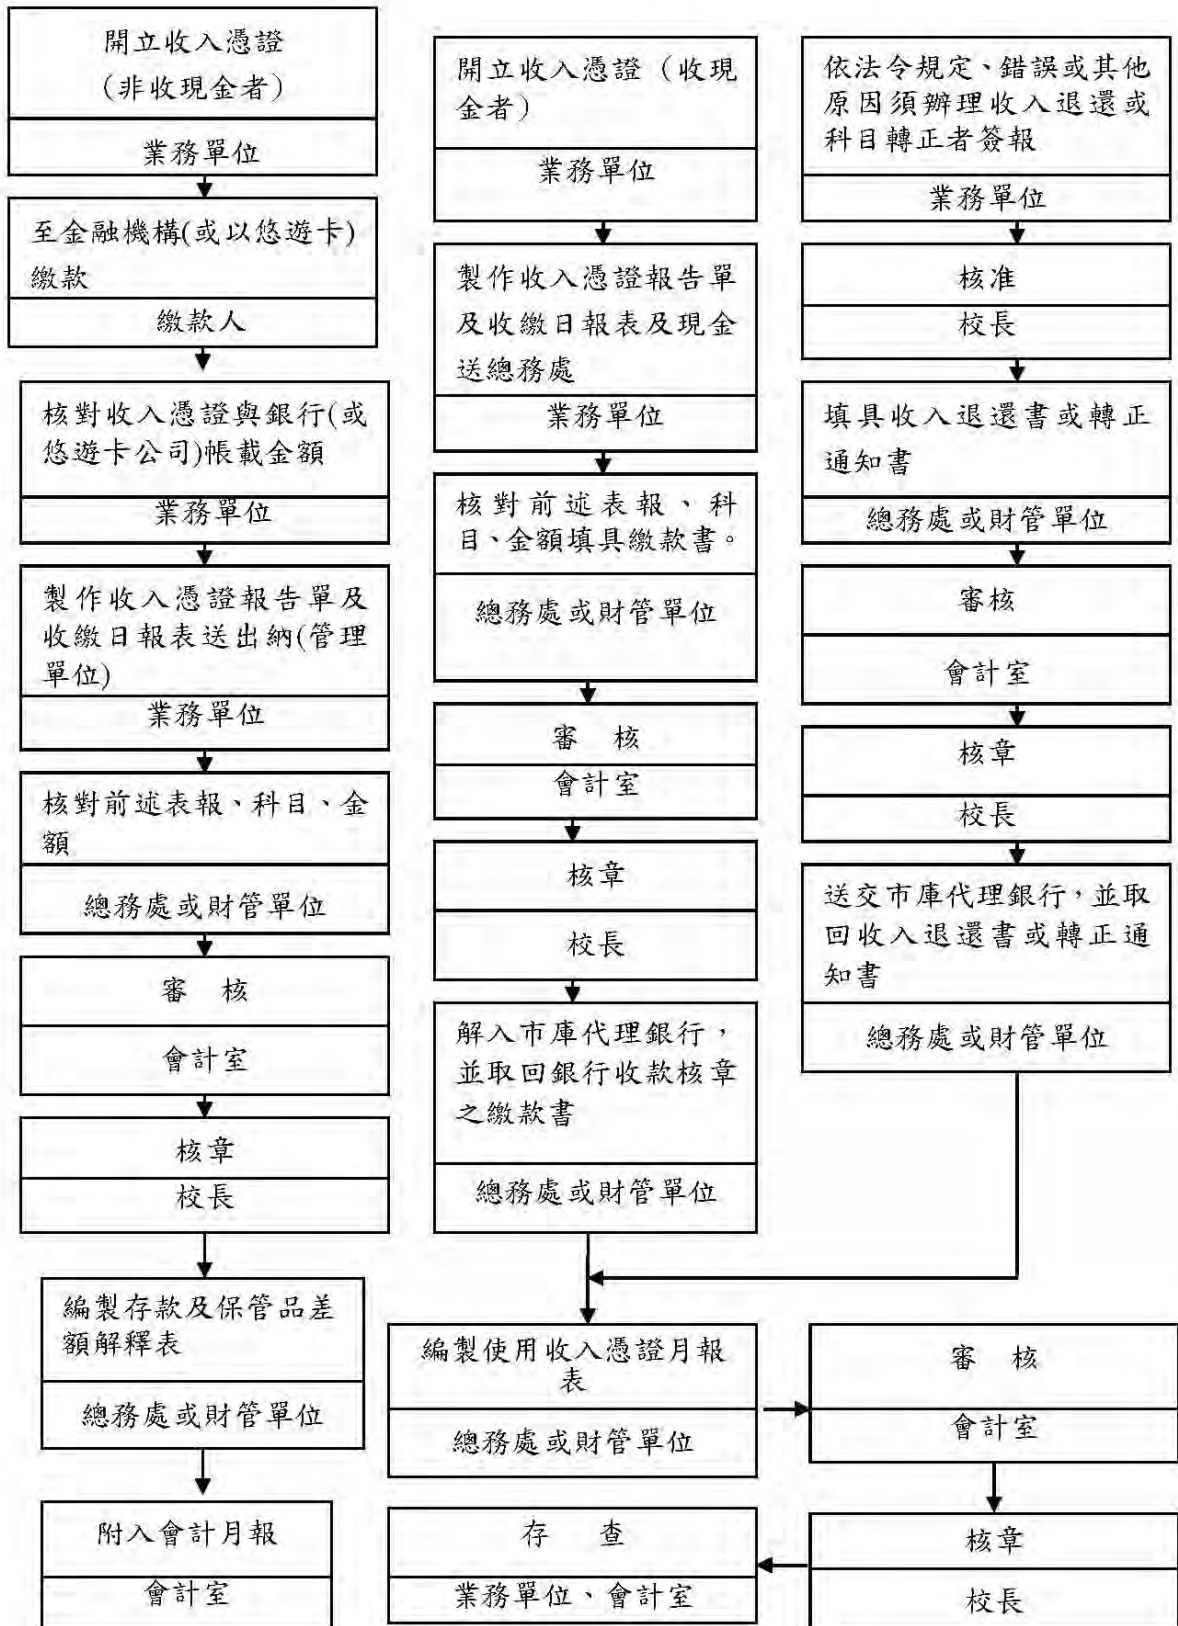 開立收入憑證
（非收現金者）
業務單位
至金融機構(或以悠遊卡)
繳款
繳款人
核對收入憑證與銀行(或
悠遊卡公司)帳載金額
業務單位
製作收入憑證報告單及
收繳日報表送出納(管理
單位)
業務單位
核對前述表報、科目、金
額
總務處或財管單位
審　核
會計室
核章
校長
編製存款及保管品差
額解釋表
總務處或財管單位
附入會計月報
會計室
開立收入憑證（收現
金者）
業務單位
製作收入憑證報告單
及收繳日報表及現金
送總務處
業務單位
核對前述表報、科
目、金額填具繳款書。
總務處或財管單位
審　核
會計室
核章
校長
解入市庫代理銀行，
並取回銀行收款核章
之繳款書
總務處或財管單位
依法令規定、錯誤或其他
原因須辦理收入退還或
科目轉正者簽報
業務單位
核准
校長
填具收入退還書或轉正
通知書
總務處或財管單位
審核
會計室
核章
校長
送交市庫代理銀行，並取
回收入退還書或轉正通
知書
總務處或財管單位
編製使用收入憑證月報
表
總務處或財管單位
審　核
會計室
核章
校長
存　查
業務單位、會計室